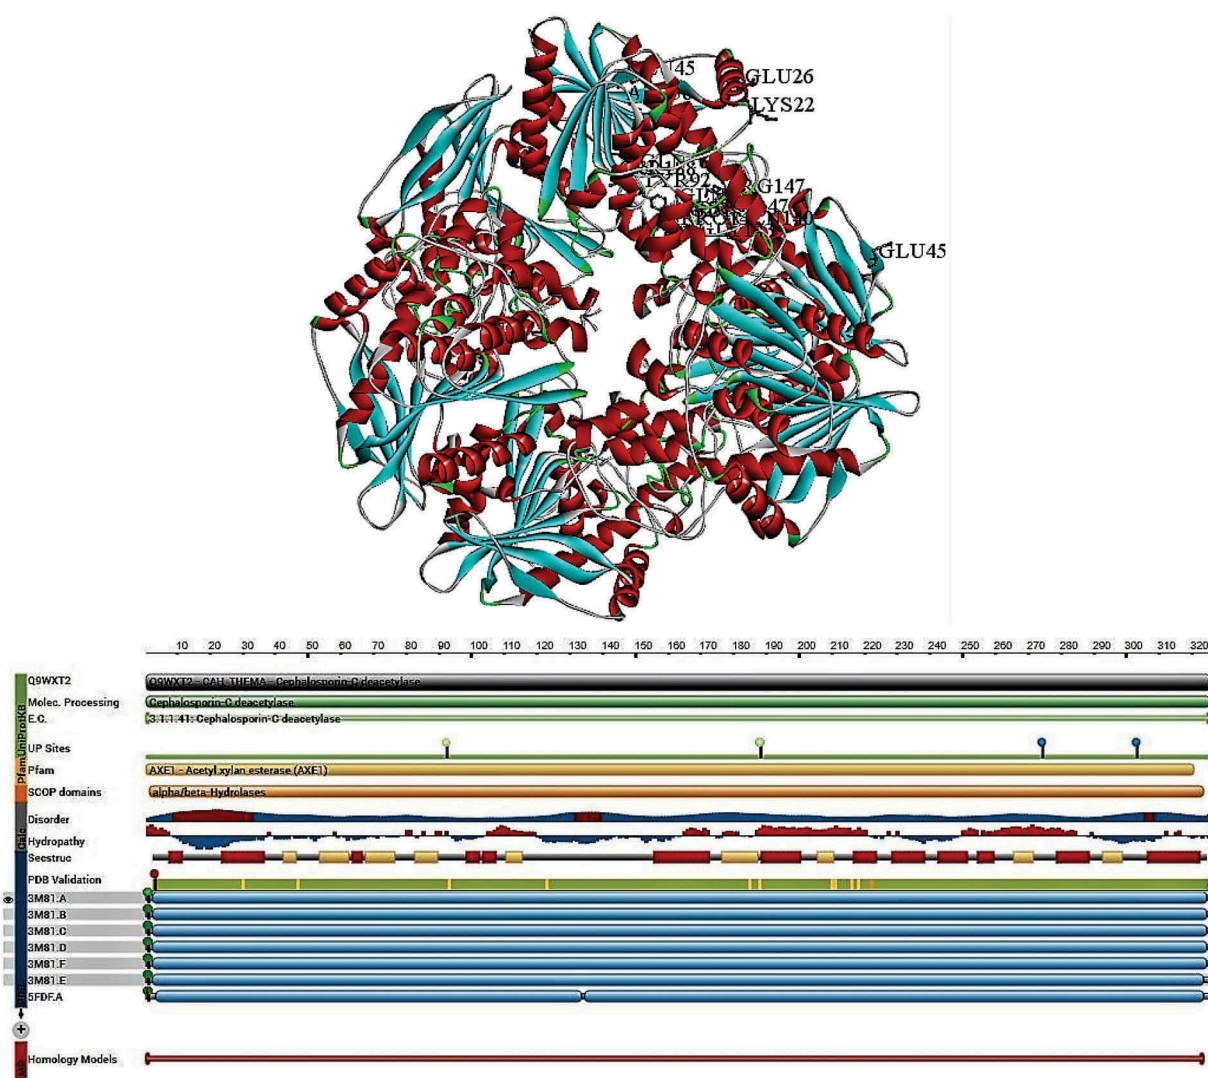 GLU26
LYS22
GLU45
10 20 30 40 50 60 70 80 90 100 110 120 130 140 150 160 170 180 190 200 210 220 230 240 250 260 270 280 290 300 310 320
Q9WXT2
Q9WXT2 - CAH_THEMA - Cephalosporin-C deacetylase
Molec. Processing
Cephalosporin-C deacetylase
E.C.
3.1.1.41: Cephalosporin-C deacetylase
UniProtKB
UP Sites
Pfam
Pfam
AXE1 - Acetyl xylan esterase (AXE1)
SCOP domains
alpha/beta-Hydrolases
Disorder
Hydropathy
Secstruc
PDB Validation
3M81.A
3M81.B
3M81.C
3M81.D
3M81.F
3M81.E
5FDF.A
Homology Models